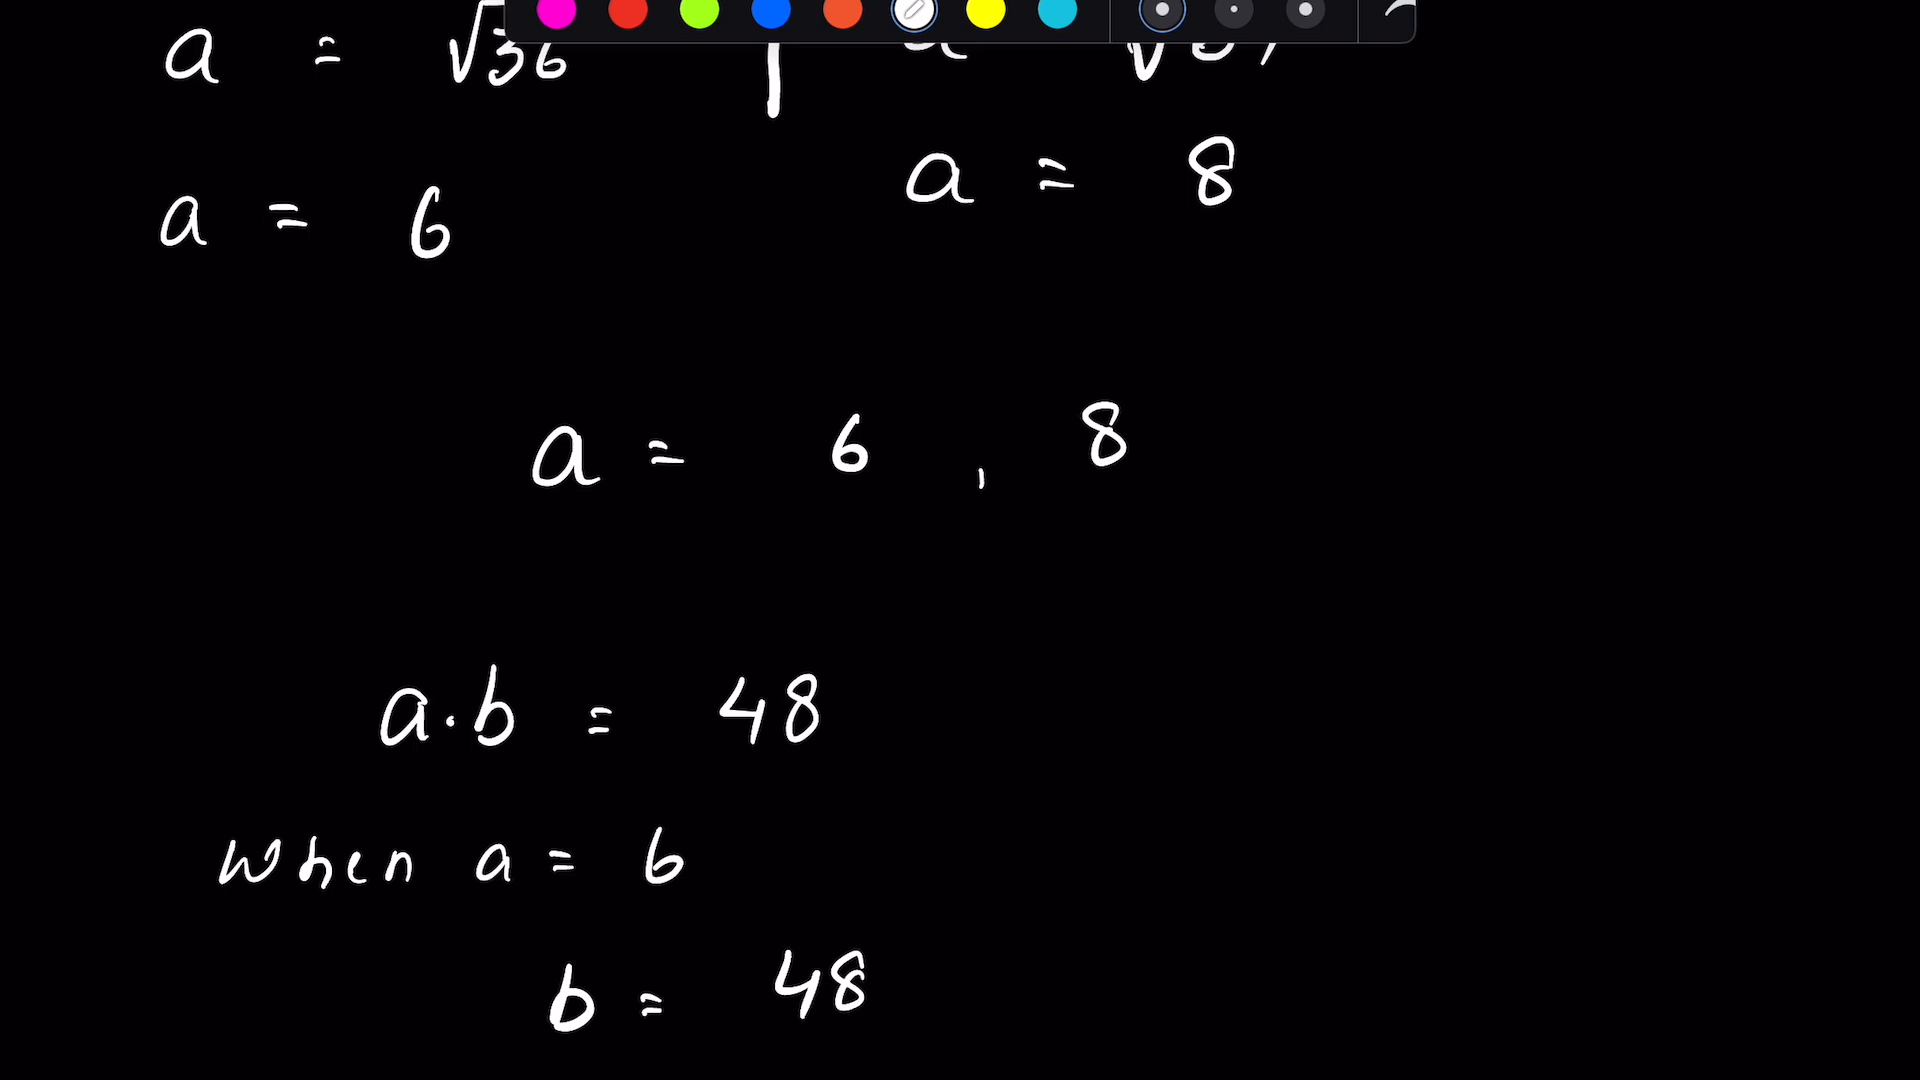 a = √36
a = 8
a = 6
a = 6 , 8
a·b = 48
when a = 6
b = 48